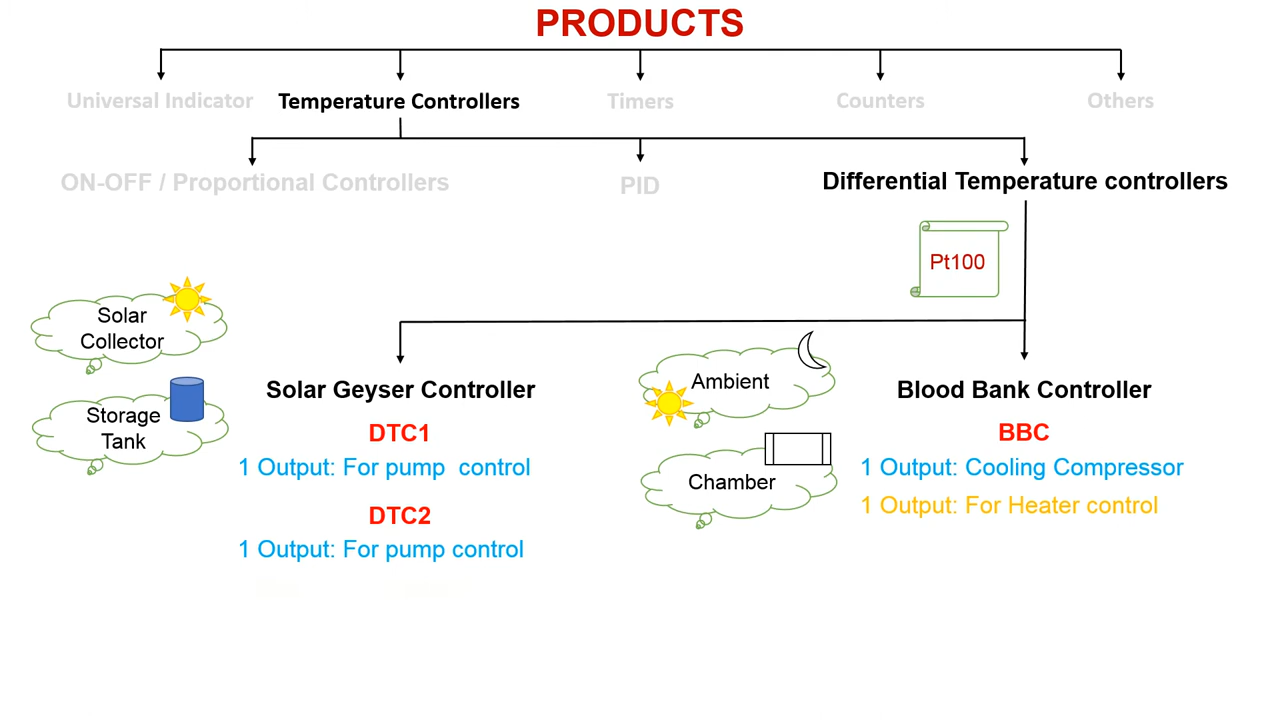 PRODUCTS
Universal Indicator
Temperature Controllers
Timers
Counters
Others
ON-OFF / Proportional Controllers
PID
Differential Temperature controllers
Pt100
Solar
Collector
Storage
Tank
Solar Geyser Controller
DTC1
1 Output: For pump control
DTC2
1 Output: For pump control
Ambient
Chamber
Blood Bank Controller
BBC
1 Output: Cooling Compressor
1 Output: For Heater control